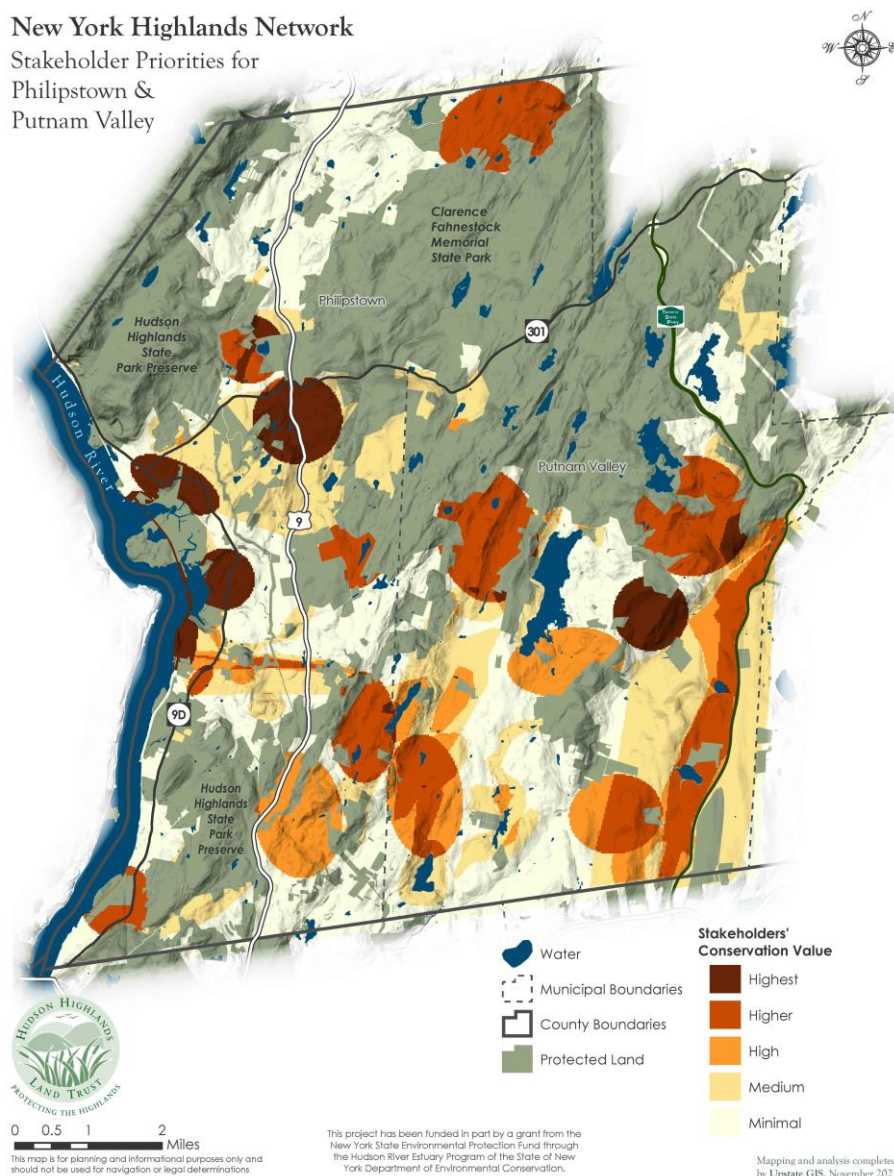 New York Highlands Network
Stakeholder Priorities for
Philipstown &
Putnam Valley
N
W
E
S
Clarence
Fahnestock
Memorial
State Park
Philipstown
Hudson
Highlands
State
Park Preserve
301
Hudson River
Putnam Valley
9
9D
Hudson
Highlands
State
Park
Preserve
Water
Municipal Boundaries
County Boundaries
Protected Land
Stakeholders'
Conservation Value
Highest
Higher
High
Medium
Minimal
HUDSON HIGHLANDS
LAND TRUST
PROTECTING THE HIGHLANDS
0 0.5 1 2
Miles
This map is for planning and informational purposes only and
should not be used for navigation or legal determinations
This project has been funded in part by a grant from the
New York State Environmental Protection Fund through
the Hudson River Estuary Program of the State of New
York Department of Environmental Conservation.
Mapping and analysis completed
by Upstate GIS, November 202